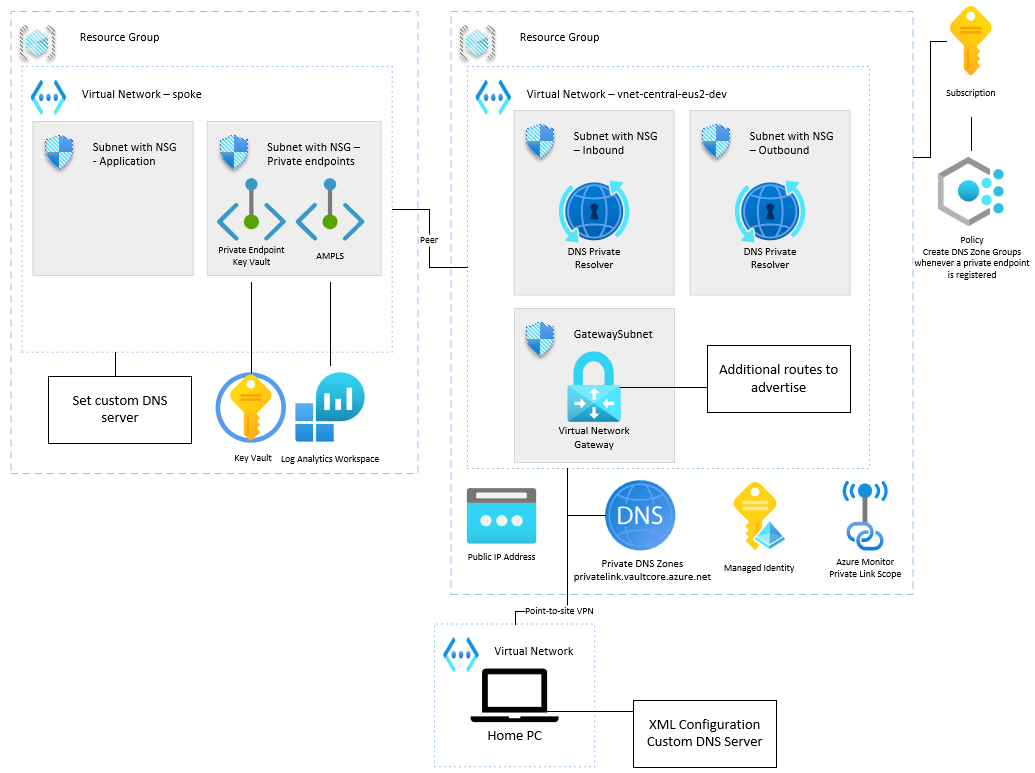 Resource Group
Virtual Network – spoke
Subnet with NSG
- Application
Subnet with NSG –
Private endpoints
Private Endpoint
Key Vault
AMPLS
Set custom DNS
server
Key Vault
Log Analytics Workspace
Peer
Resource Group
Virtual Network – vnet-central-eus2-dev
Subnet with NSG
– Inbound
DNS Private
Resolver
Subnet with NSG
– Outbound
DNS Private
Resolver
GatewaySubnet
Virtual Network
Gateway
Additional routes to
advertise
Public IP Address
DNS
Private DNS Zones
privatelink.vaultcore.azure.net
Managed Identity
Azure Monitor
Private Link Scope
Subscription
Policy
Create DNS Zone Groups
whenever a private endpoint
is registered
Point-to-site VPN
Virtual Network
Home PC
XML Configuration
Custom DNS Server